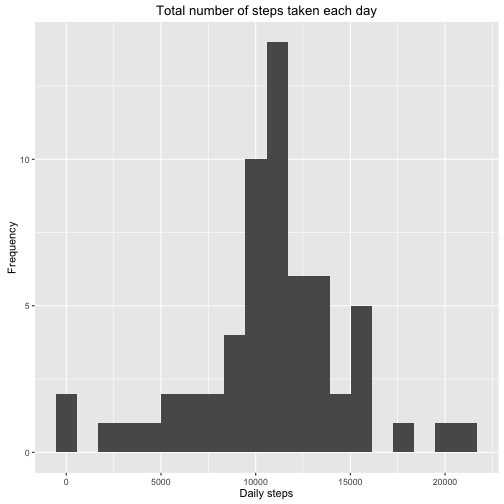 Total number of steps taken each day
10
5
0
Frequency
0 5000 10000 15000 20000
Daily steps